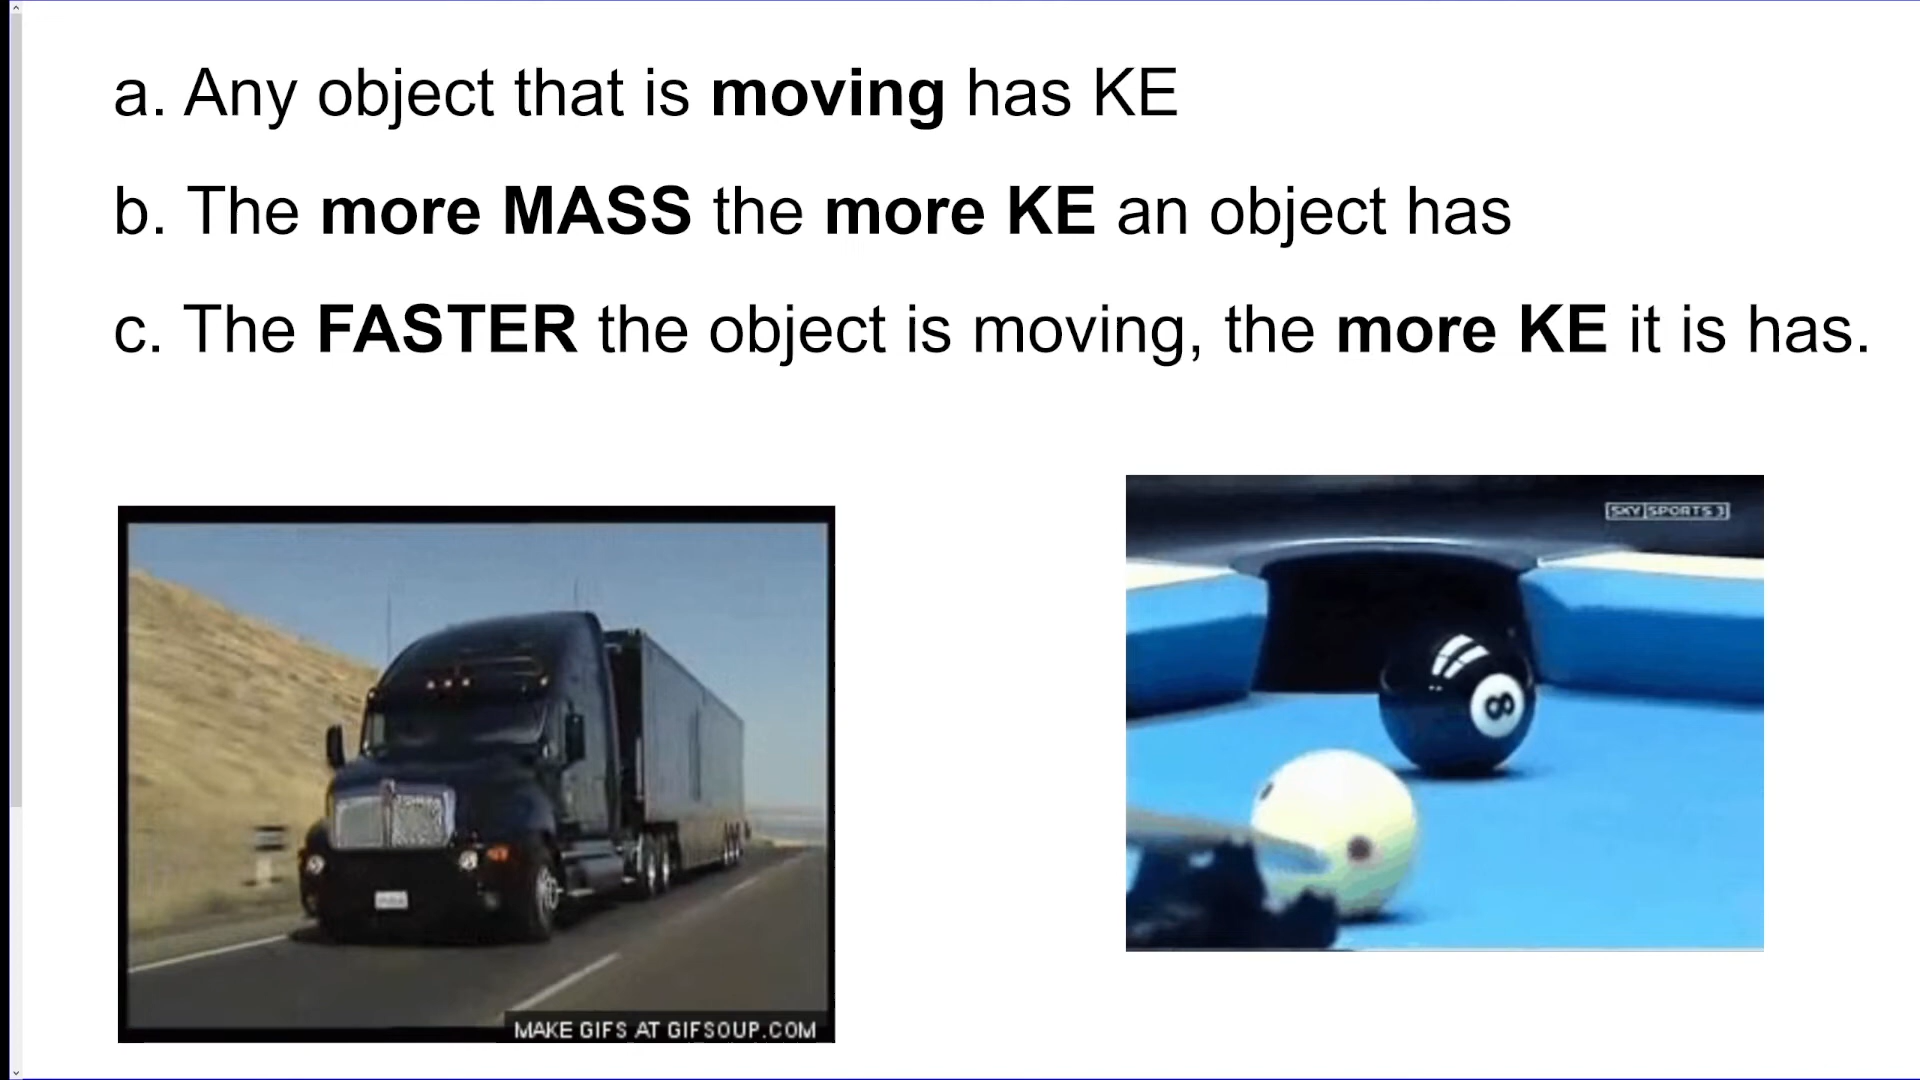 a. Any object that is moving has KE
b. The more MASS the more KE an object has
c. The FASTER the object is moving, the more KE it is has.
SKY SPORTS 3
8
MAKE GIFS AT GIFSOUP.COM